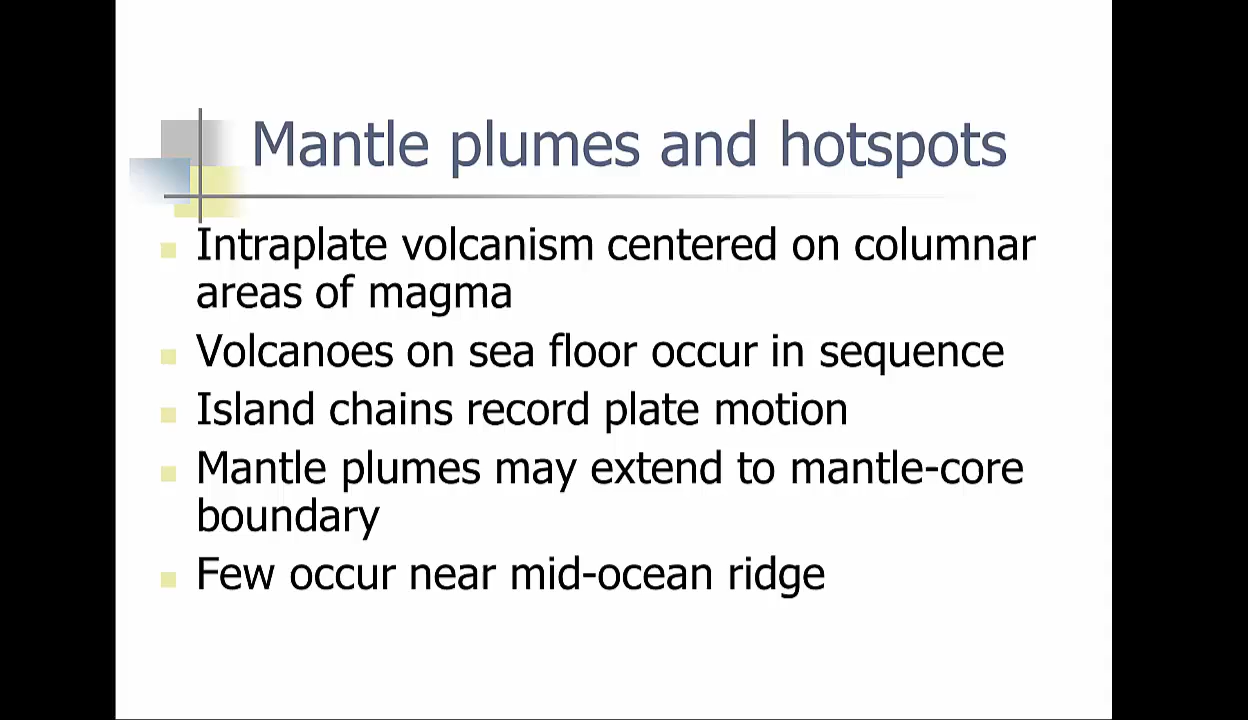 Mantle plumes and hotspots
Intraplate volcanism centered on columnar
areas of magma
Volcanoes on sea floor occur in sequence
Island chains record plate motion
Mantle plumes may extend to mantle-core
boundary
Few occur near mid-ocean ridge